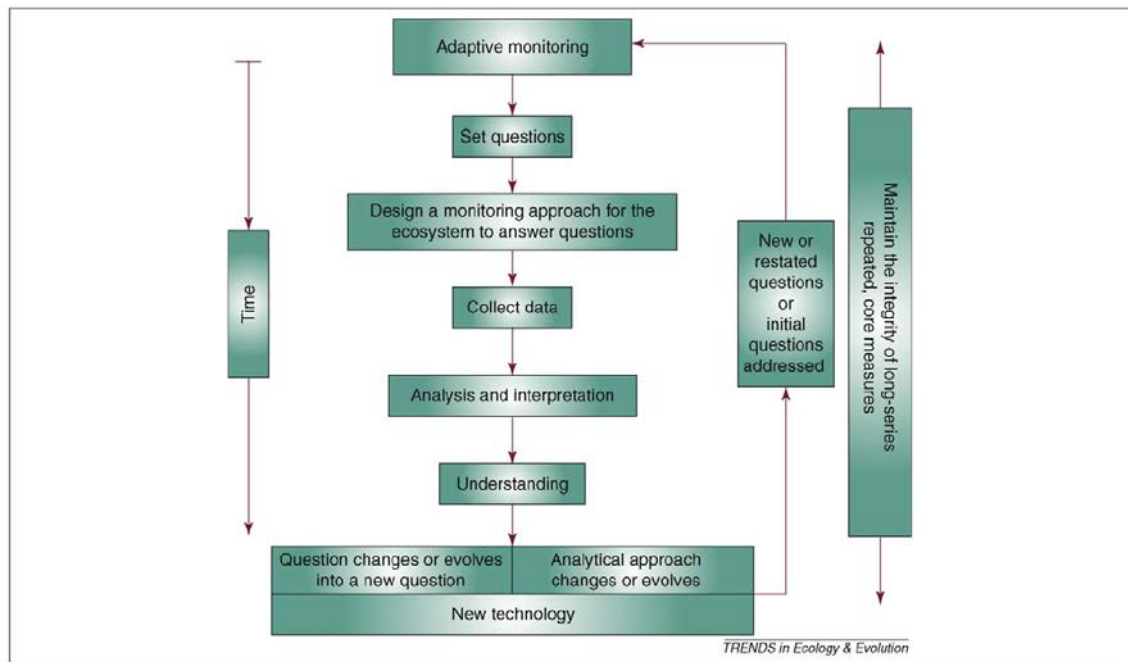 Adaptive monitoring
Set questions
Design a monitoring approach for the
ecosystem to answer questions
Collect data
Analysis and interpretation
Understanding
Question changes or evolves
into a new question
Analytical approach
changes or evolves
New technology
Time
New or
restated
questions
or
initial
questions
addressed
Maintain the integrity of long-series
repeated, core measures
TRENDS in Ecology & Evolution